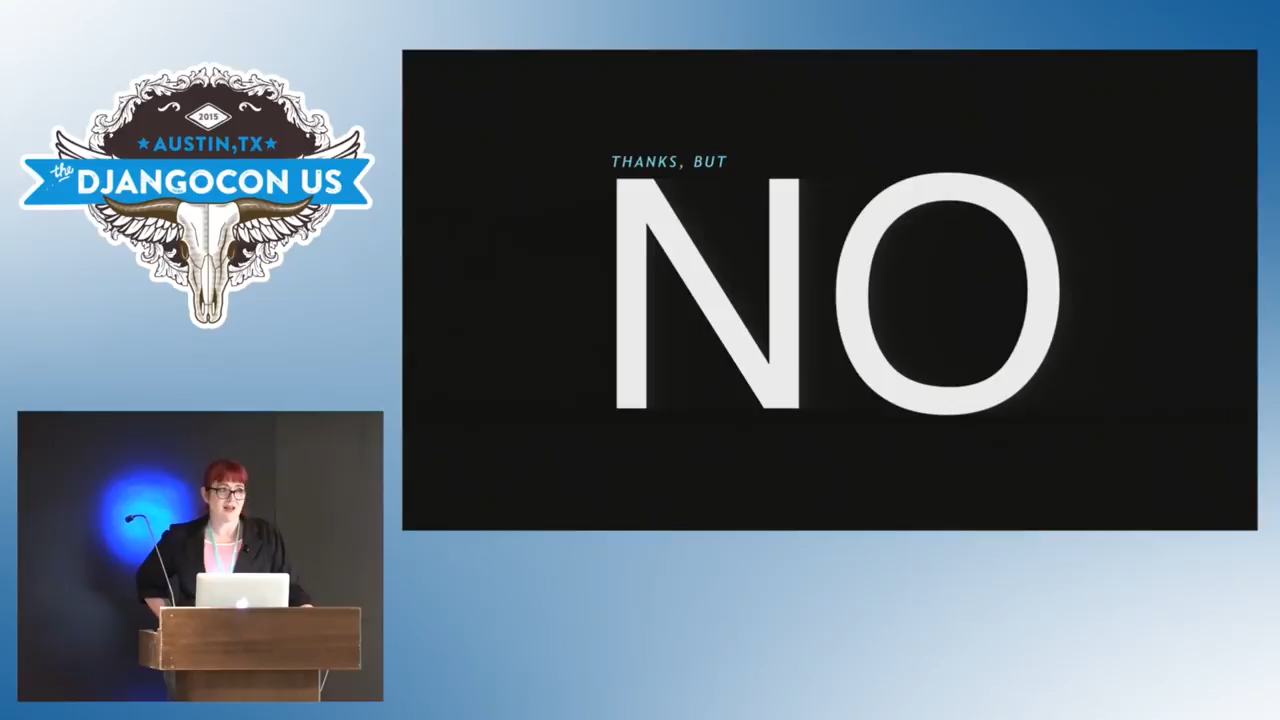 2015
AUSTIN,TX
the
DJANGOCON US
THANKS, BUT
NO